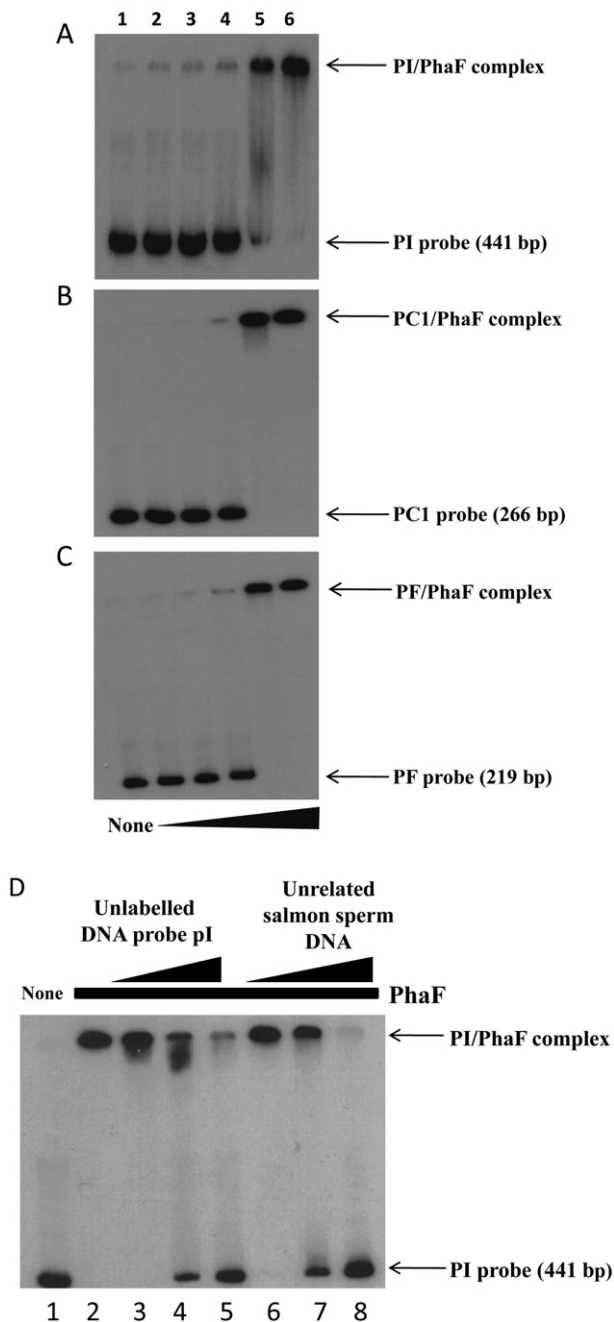 1 2 3 4 5 6
A
PI/PhaF complex
PI probe (441 bp)
B
PC1/PhaF complex
PC1 probe (266 bp)
C
PF/PhaF complex
PF probe (219 bp)
None
D
Unlabelled
DNA probe pI
Unrelated
salmon sperm
DNA
None
PhaF
PI/PhaF complex
PI probe (441 bp)
1 2 3 4 5 6 7 8